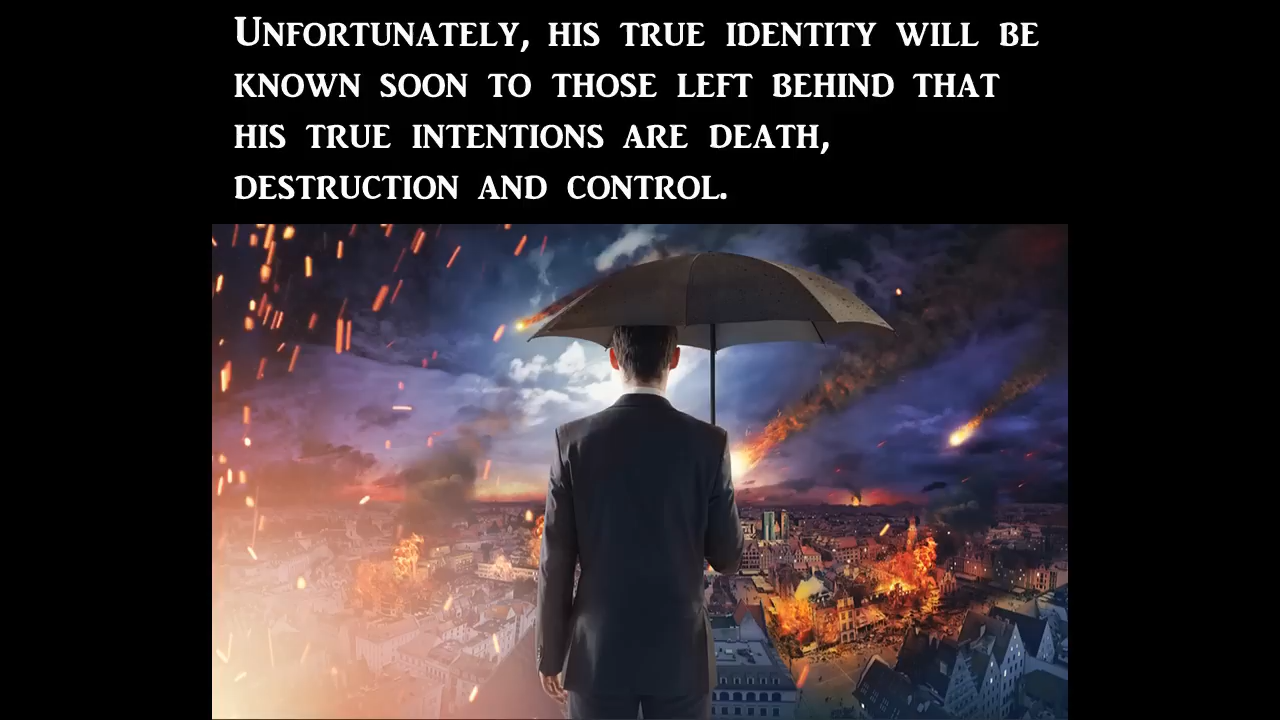 Unfortunately, his true identity will be
known soon to those left behind that
his true intentions are death,
destruction and control.